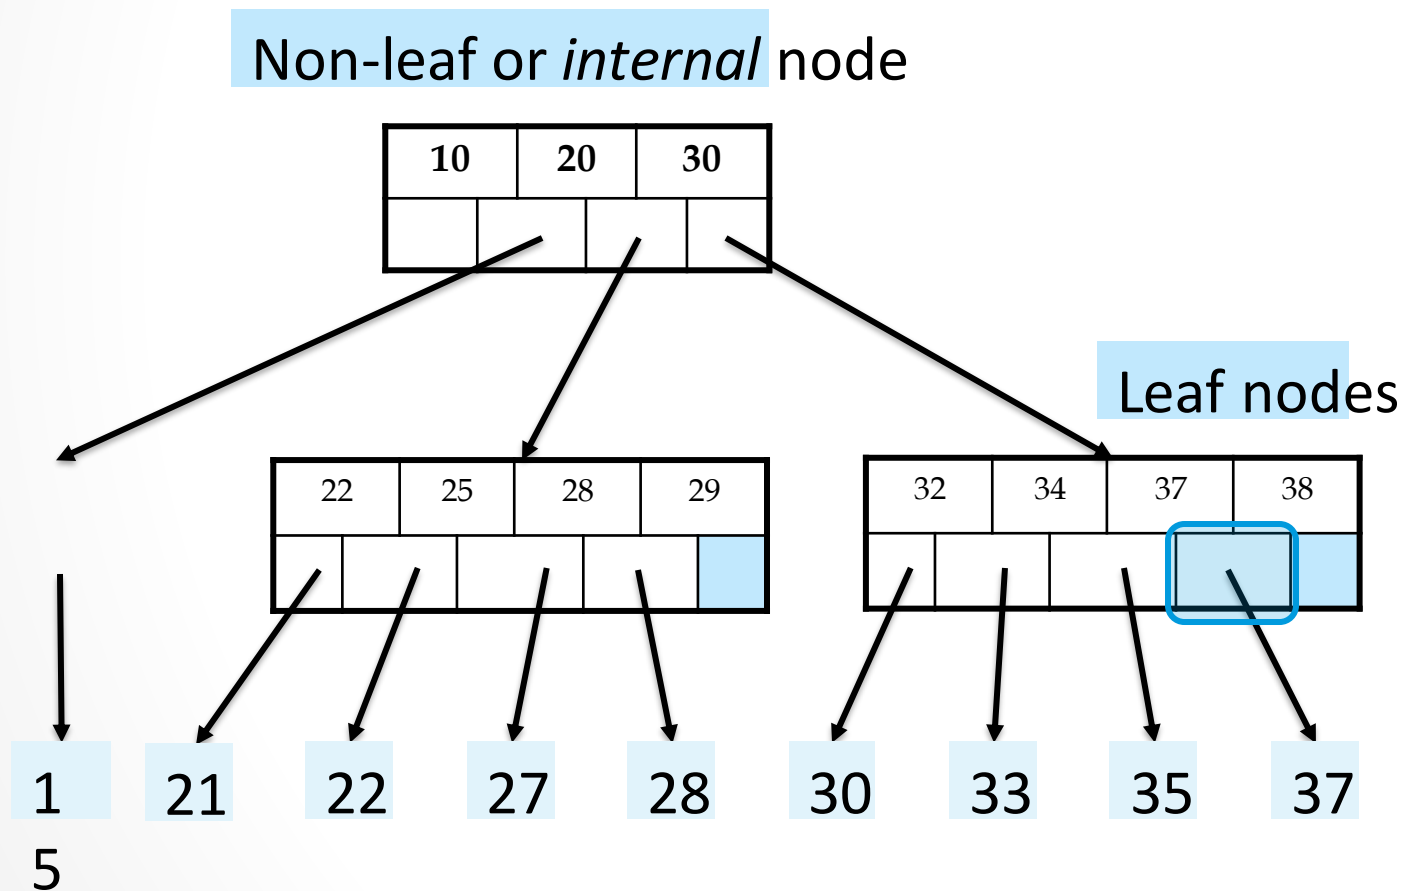 Non-leaf or internal node
10 20 30
Leaf nodes
22 25 28 29
32 34 37 38
1
5
21 22 27 28 30 33 35 37